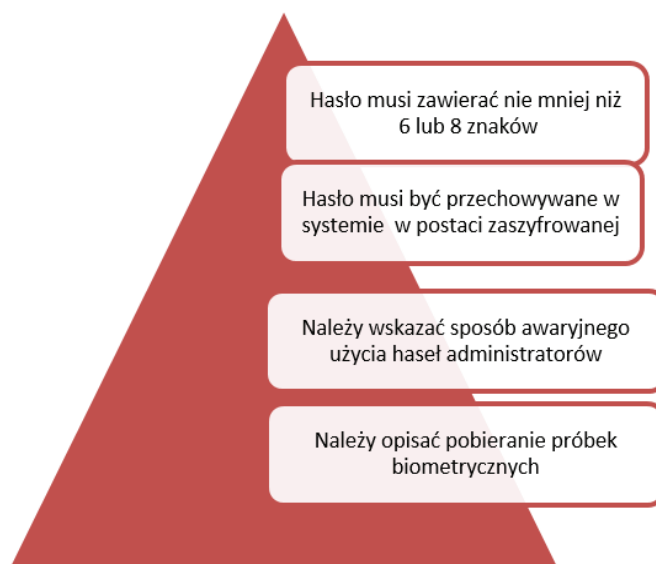 Hasło musi zawierać nie mniej niż
6 lub 8 znaków
Hasło musi być przechowywane w
systemie w postaci zaszyfrowanej
Należy wskazać sposób awaryjnego
użycia haseł administratorów
Należy opisać pobieranie próbek
biometrycznych